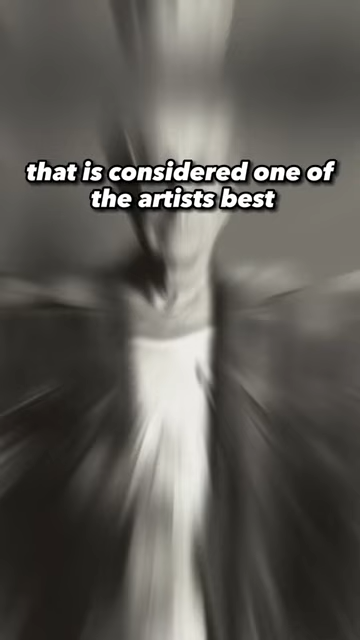 that is considered one of
the artists best